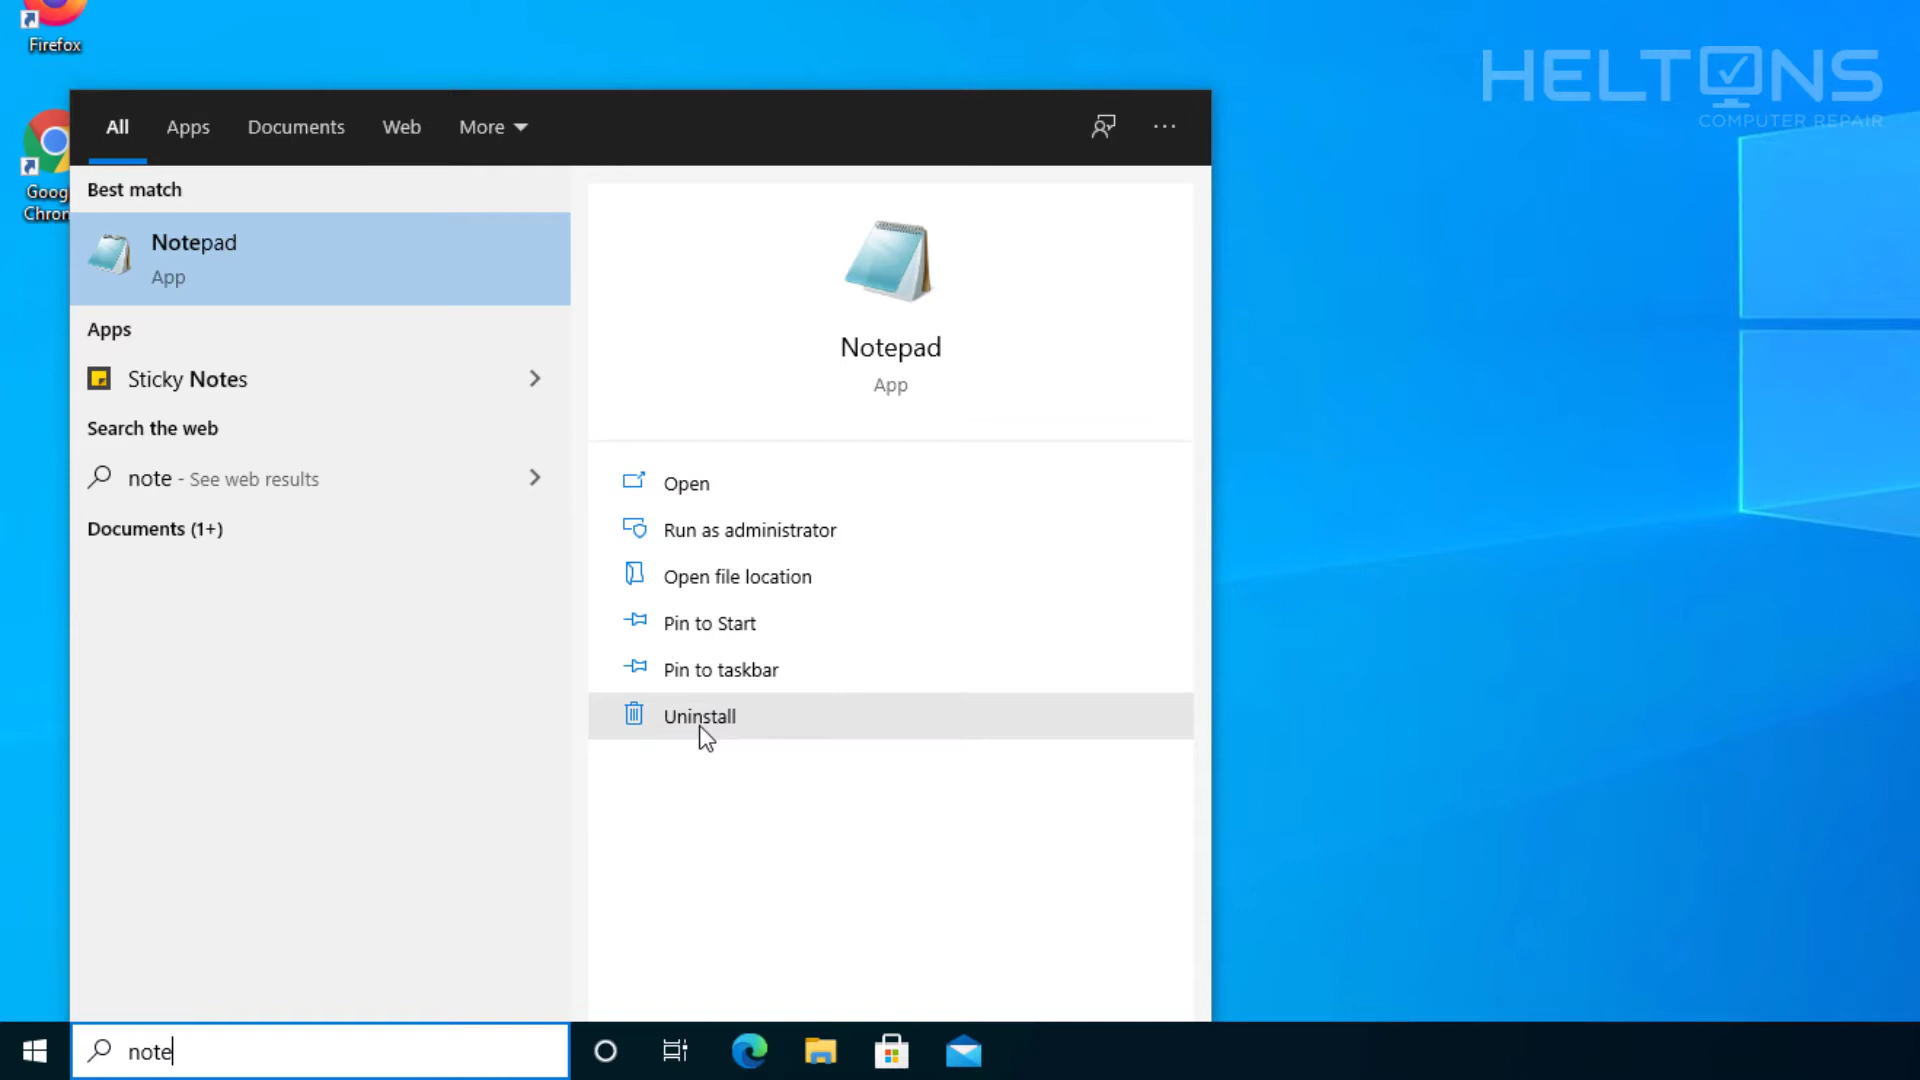 Firefox
HELTONS
COMPUTER REPAIR
Goog
Chron
All Apps Documents Web More
Best match
Notepad
App
Apps
Sticky Notes
Search the web
note - See web results
Documents (1+)
Notepad
App
Open
Run as administrator
Open file location
Pin to Start
Pin to taskbar
Uninstall
note